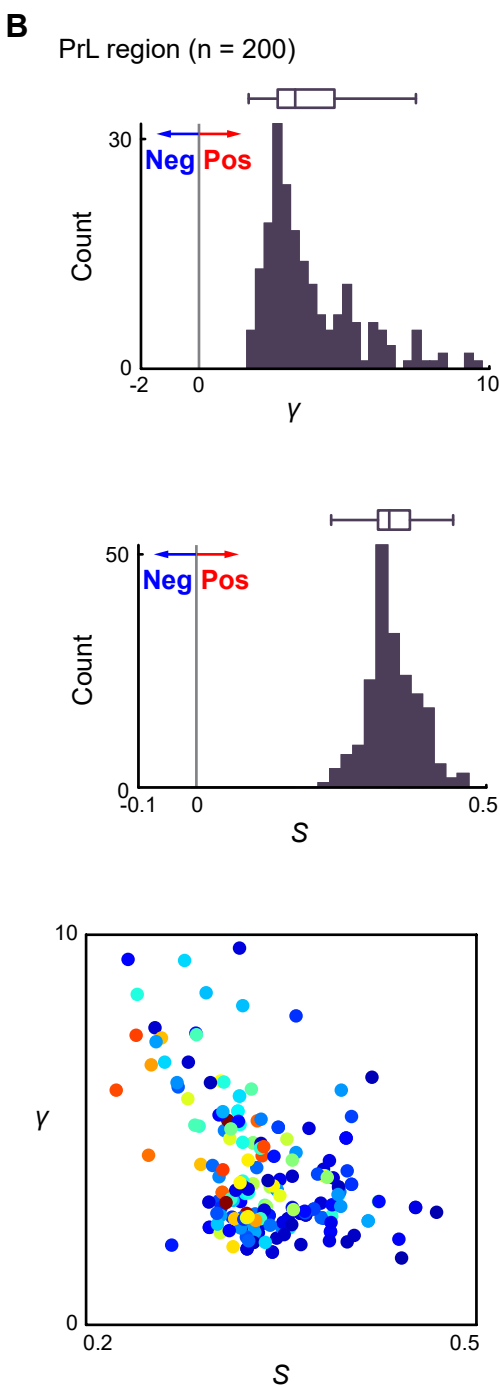 B
PrL region (n = 200)
30
Neg Pos
Count
0
-2 0 10
γ
50
Neg Pos
Count
0
-0.1 0 0.5
S
10
γ
0
0.2 0.5
S